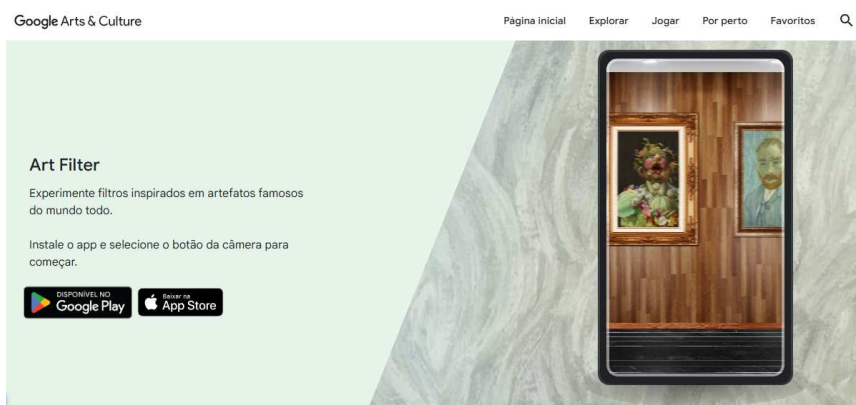 Google Arts & Culture
Página inicial
Explorar
Jogar
Por perto
Favoritos
Art Filter
Experimente filtros inspirados em artefatos famosos
do mundo todo.
Instale o app e selecione o botão da câmera para
começar.
DISPONÍVEL NO
Google Play
Baixar na
App Store